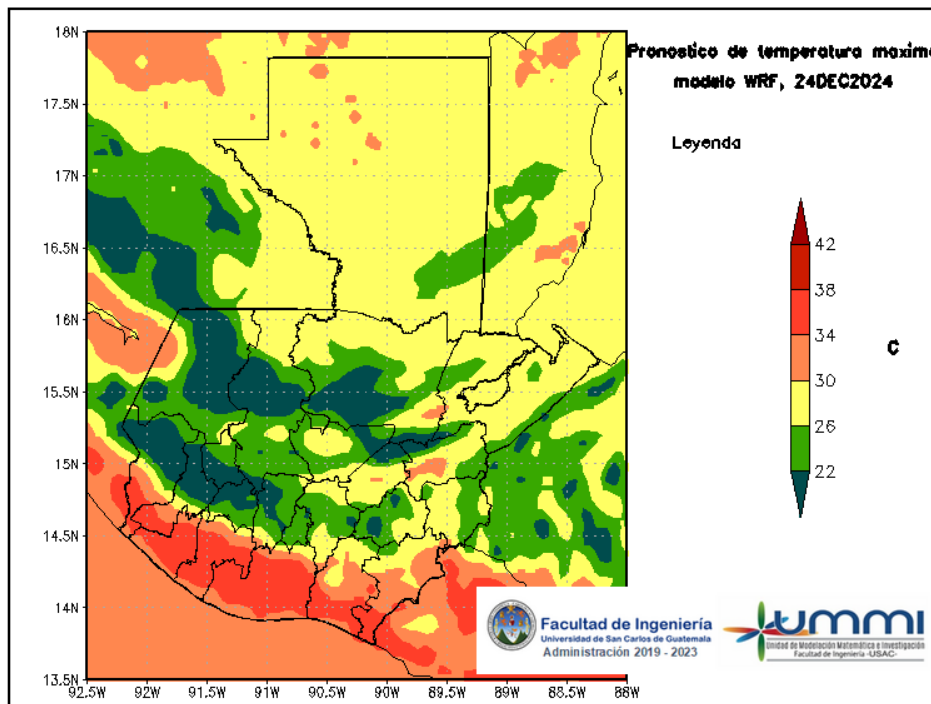 Pronostico de temperatura maxima
modelo WRF, 24DEC2024
Leyenda
42
38
34
30
26
22
C
18N
17.5N
17N
16.5N
16N
15.5N
15N
14.5N
14N
13.5N
92.5W
92W
91.5W
91W
90.5W
90W
89.5W
89W
88.5W
88W
Facultad de Ingeniería
Universidad de San Carlos de Guatemala
Administración 2019 - 2023
UMMI
Unidad de Modelación Matemática e Investigación
Facultad de Ingeniería -USAC-